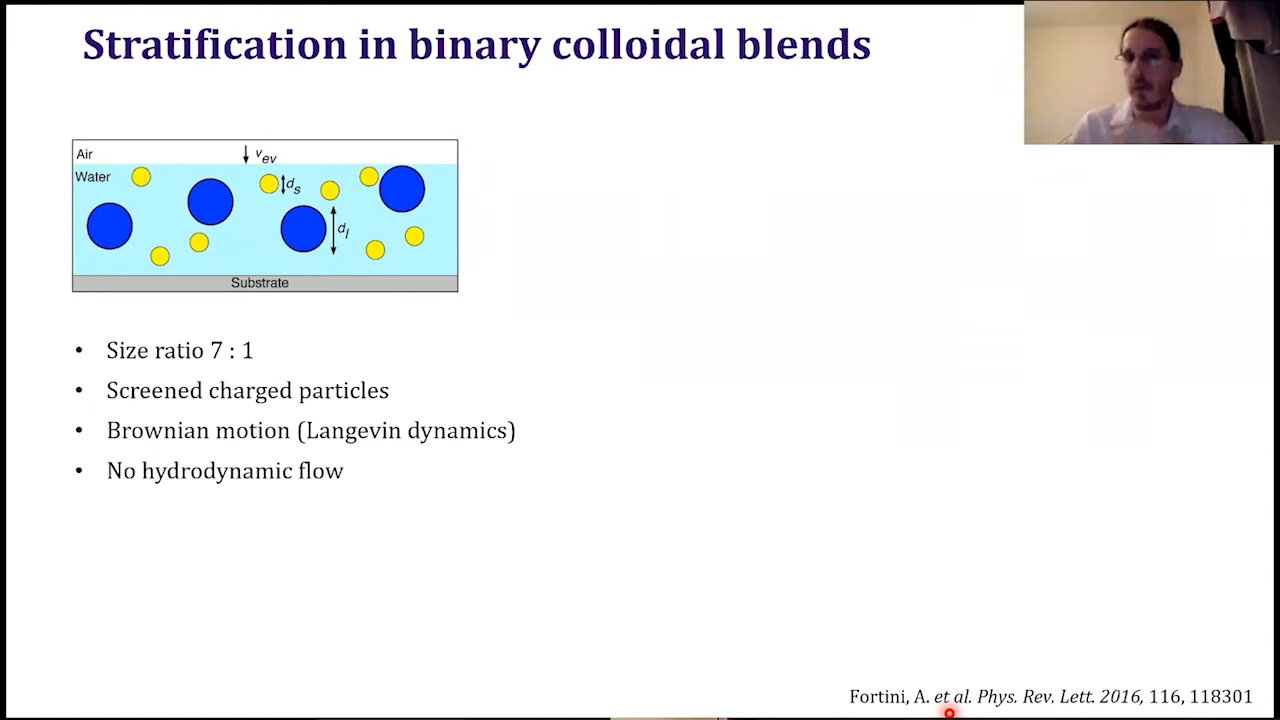 Stratification in binary colloidal blends
Air
v_ev
Water
d_s
d_l
Substrate
• Size ratio 7 : 1
• Screened charged particles
• Brownian motion (Langevin dynamics)
• No hydrodynamic flow
Fortini, A. et al. Phys. Rev. Lett. 2016, 116, 118301